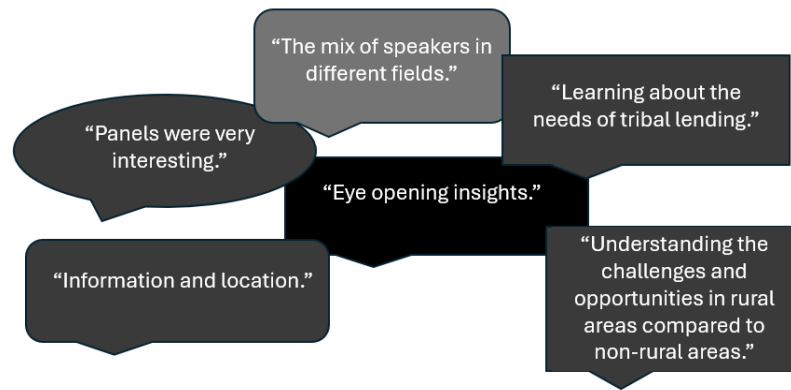 “The mix of speakers in
different fields.”
“Learning about the
needs of tribal lending.”
“Panels were very
interesting.”
“Eye opening insights.”
“Information and location.”
“Understanding the
challenges and
opportunities in rural
areas compared to
non-rural areas.”